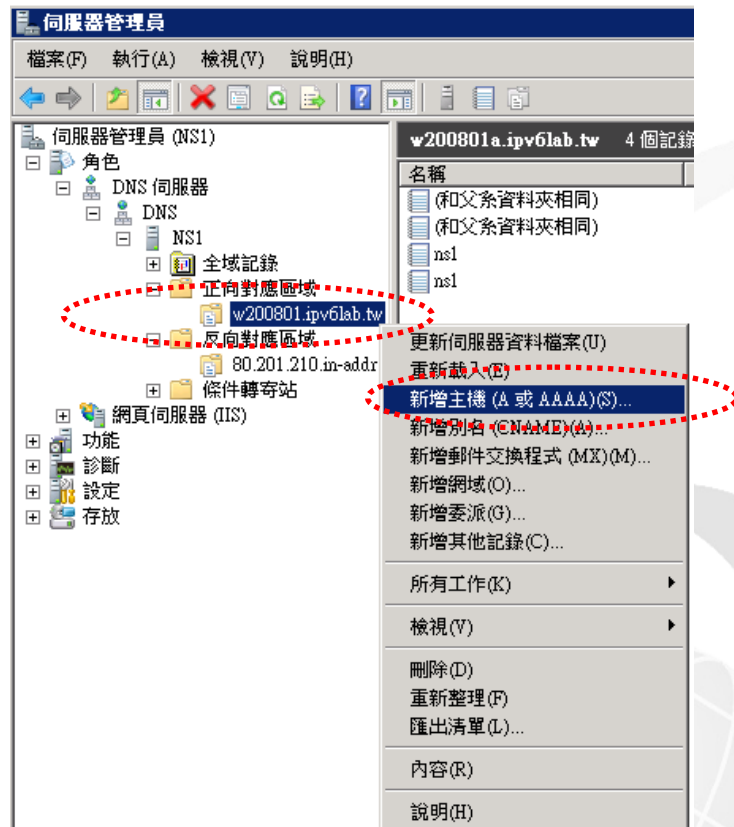 伺服器管理員
檔案(F) 執行(A) 檢視(V) 說明(H)
伺服器管理員 (NS1)
角色
DNS 伺服器
DNS
NS1
全域記錄
正向對應區域
w200801.ipv6lab.tw
反向對應區域
80.201.210.in-addr
條件轉寄站
網頁伺服器 (IIS)
功能
診斷
設定
存放
w200801a.ipv6lab.tw 4 個記錄
名稱
(和父系資料夾相同)
(和父系資料夾相同)
ns1
ns1
更新伺服器資料檔案(U)
重新載入(E)
新增主機 (A 或 AAAA)(S)...
新增別名 (CNAME)(A)...
新增郵件交換程式 (MX)(M)...
新增網域(O)...
新增委派(G)...
新增其他記錄(C)...
所有工作(K)
檢視(V)
刪除(D)
重新整理(F)
匯出清單(L)...
內容(R)
說明(H)